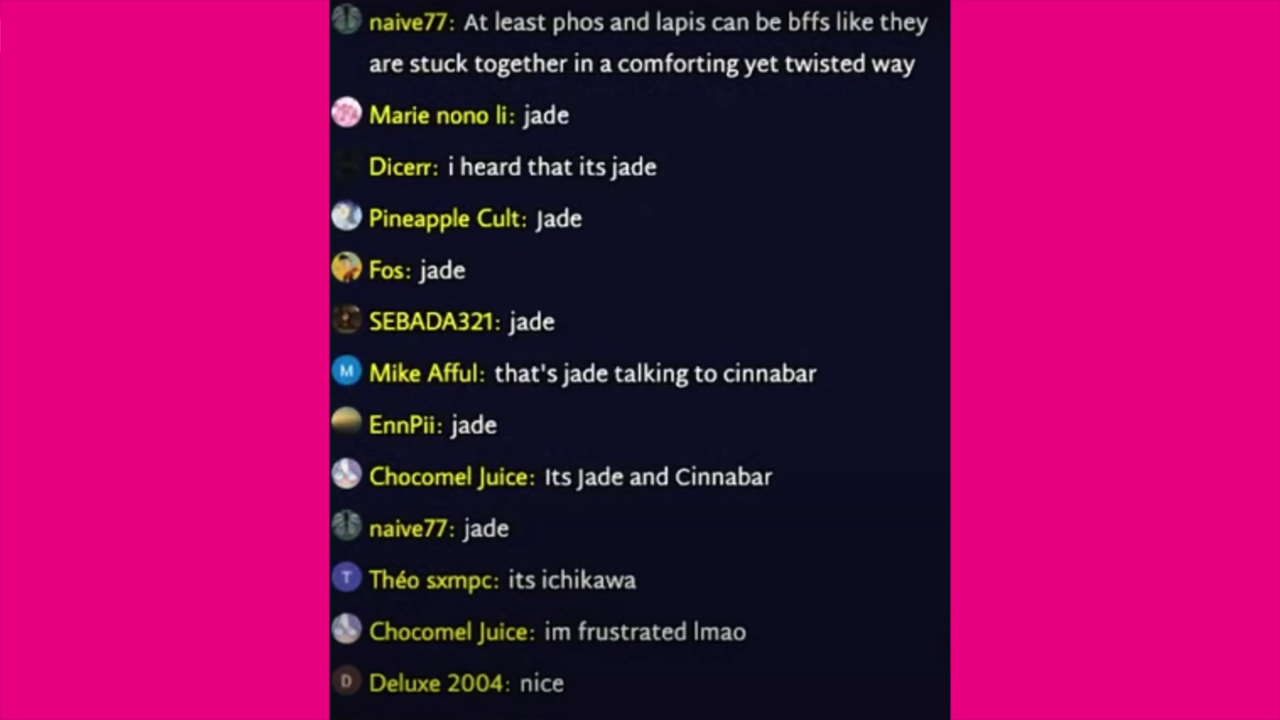 naive77: At least phos and lapis can be bffs like they
are stuck together in a comforting yet twisted way
Marie nono li: jade
Dicerr: i heard that its jade
Pineapple Cult: Jade
Fos: jade
SEBADA321: jade
M Mike Afful: that's jade talking to cinnabar
EnnPii: jade
Chocomel Juice: Its Jade and Cinnabar
naive77: jade
T Théo sxmpc: its ichikawa
Chocomel Juice: im frustrated lmao
D Deluxe 2004: nice